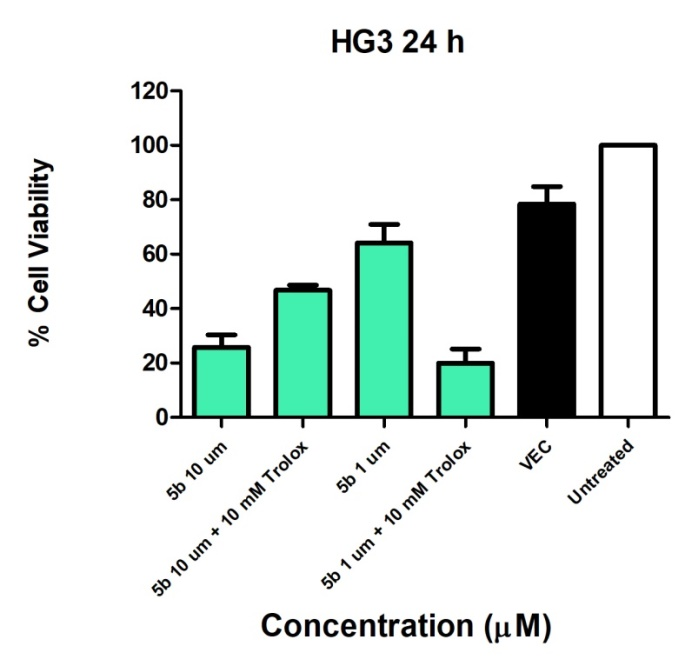 HG3 24 h
% Cell Viability
120
100
80
60
40
20
0
5b 10 um
5b 10 um + 10 mM Trolox
5b 1 um
5b 1 um + 10 mM Trolox
VEC
Untreated
Concentration (μM)